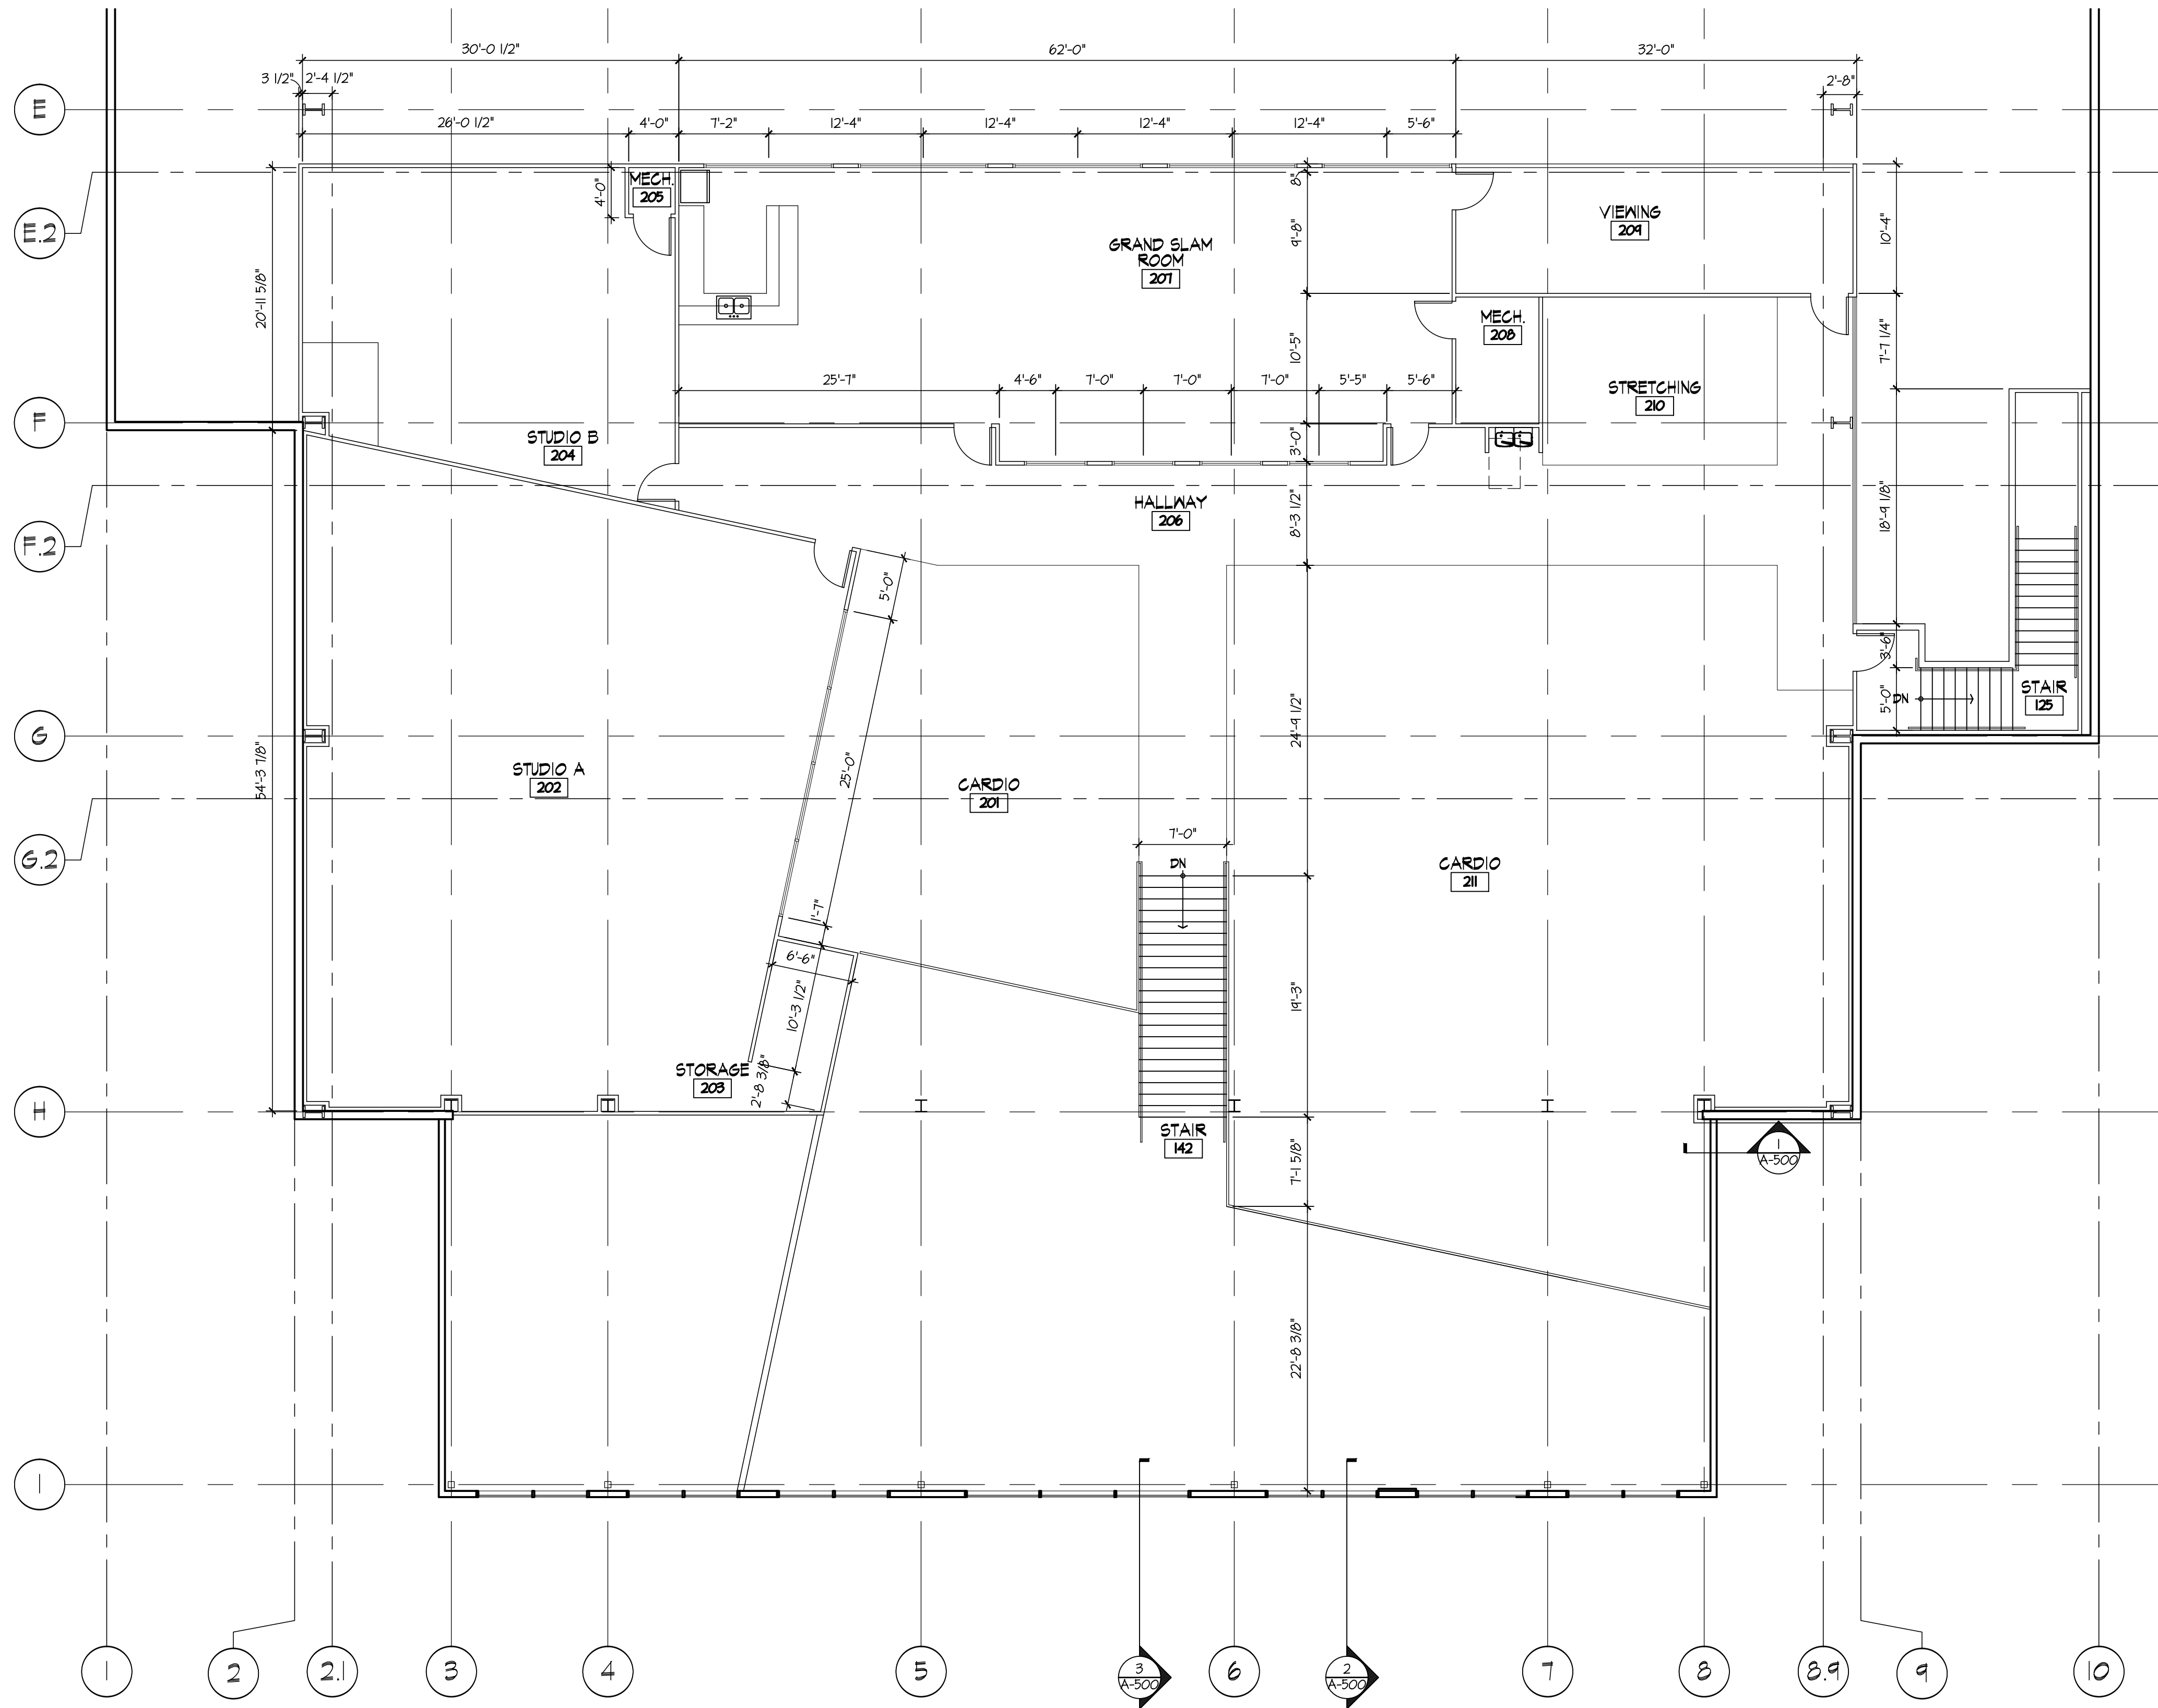 30'-0 1/2"
62'-0"
32'-0"
3 1/2"
2'-4 1/2"
2'-8"
E
26'-0 1/2"
4'-0"
7'-2"
12'-4"
12'-4"
12'-4"
12'-4"
5'-6"
MECH.
205
4'-0"
8"
VIEWING
209
E.2
9'-8"
10'-4"
GRAND SLAM
ROOM
207
20'-11 5/8"
MECH.
208
10'-5"
7'-7 1/4"
25'-7"
4'-6"
7'-0"
7'-0"
7'-0"
5'-5"
5'-6"
STRETCHING
210
F
STUDIO B
204
3'-0"
HALLWAY
206
8'-3 1/2"
18'-9 1/8"
F.2
5'-0"
3'-6"
STAIR
125
DN
5'-0"
24'-9 1/2"
G
54'-3 7/8"
STUDIO A
202
25'-0"
CARDIO
201
7'-0"
G.2
DN
CARDIO
211
1'-7"
6'-6"
10'-3 1/2"
19'-3"
STORAGE
203
2'-8 3/8"
H
STAIR
142
7'-1 5/8"
1
A-500
22'-8 3/8"
I
1
2
2.1
3
4
5
3
A-500
6
2
A-500
7
8
8.9
9
10